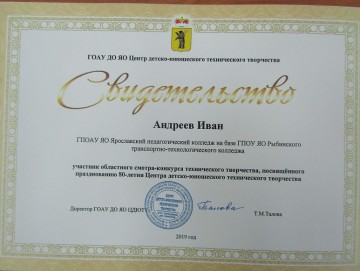 ГОАУ ДО ЯО Центр детско-юношеского технического творчества
Свидетельство
Андреев Иван
ГПОАУ ЯО Ярославский педагогический колледж на базе ГПОУ ЯО Рыбинского
транспортно-технологического колледжа
участник областного смотра-конкурса технического творчества, посвящённого
празднованию 80-летия Центра детско-юношеского технического творчества
Директор ГОАУ ДО ЯО ЦДЮТТ
Т.М.Талова
2019 год